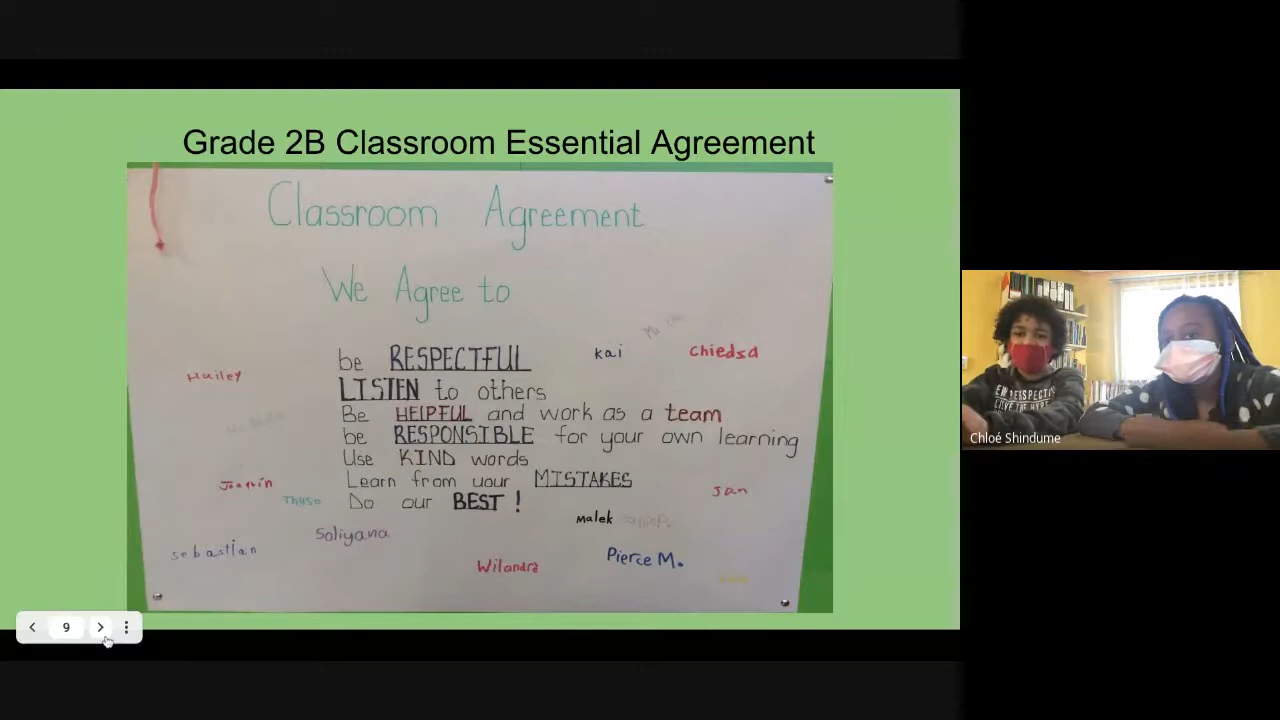 Grade 2B Classroom Essential Agreement
Classroom Agreement
We Agree to
be RESPECTFUL
kai
chiedsa
Hailey
LISTEN to others
Be HELPFUL and work as a team
be RESPONSIBLE for your own learning
Use KIND words
Learn from your MISTAKES
Joaquin
Jan
Thuso
Do our BEST!
Malek
Soliyana
sebastian
Wilandra
Pierce M.
9
Chloé Shindume